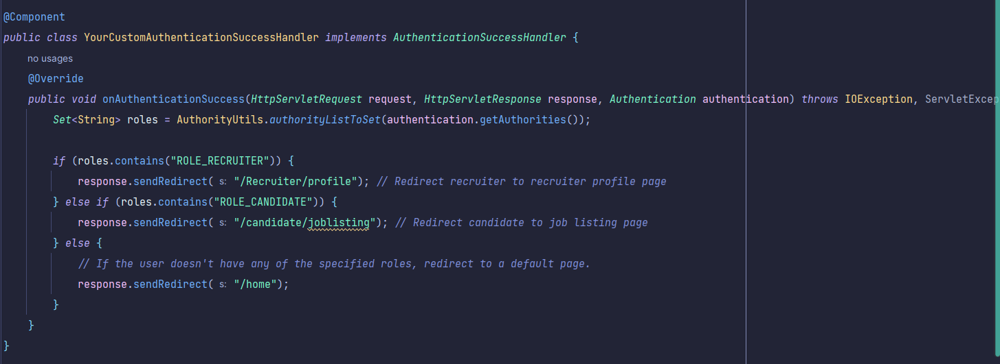 @Component
public class YourCustomAuthenticationSuccessHandler implements AuthenticationSuccessHandler {
no usages
@Override
public void onAuthenticationSuccess(HttpServletRequest request, HttpServletResponse response, Authentication authentication) throws IOException, ServletExcep
Set<String> roles = AuthorityUtils.authorityListToSet(authentication.getAuthorities());
if (roles.contains("ROLE_RECRUITER")) {
response.sendRedirect( s: "/Recruiter/profile"); // Redirect recruiter to recruiter profile page
} else if (roles.contains("ROLE_CANDIDATE")) {
response.sendRedirect( s: "/candidate/joblisting"); // Redirect candidate to job listing page
} else {
// If the user doesn't have any of the specified roles, redirect to a default page.
response.sendRedirect( s: "/home");
}
}
}